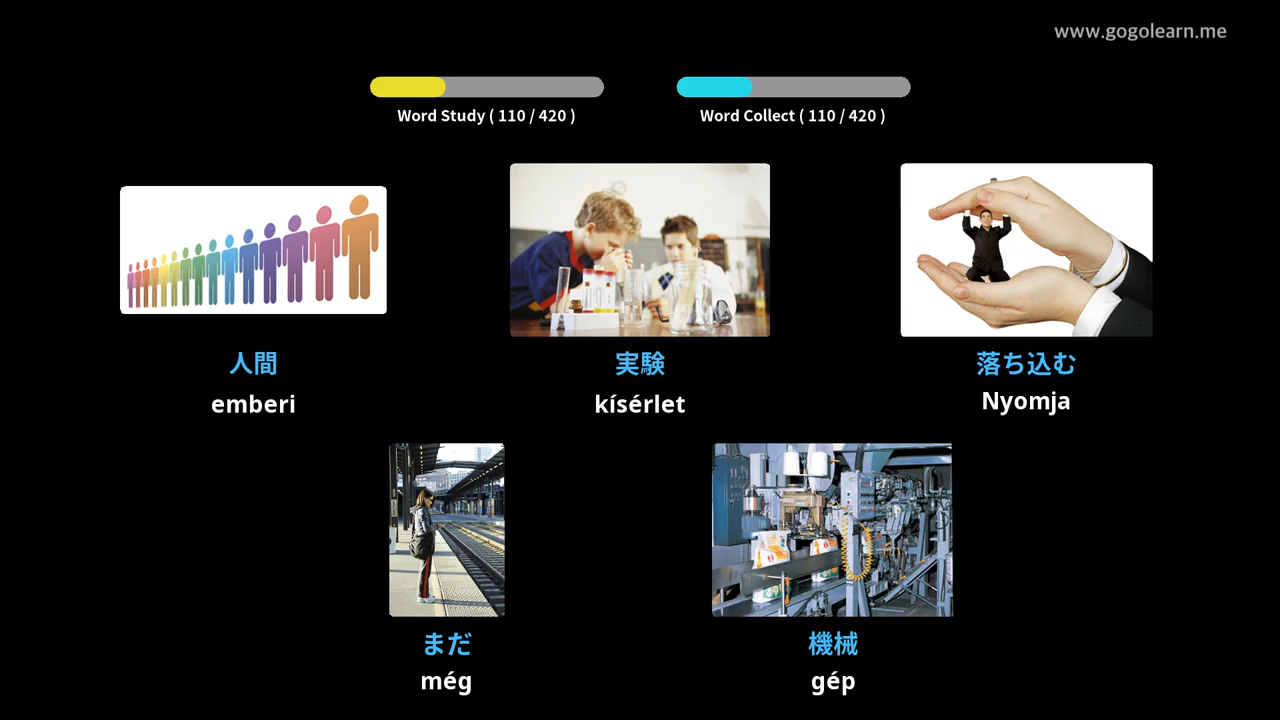 www.gogolearn.me
Word Study ( 110 / 420 )
Word Collect ( 110 / 420 )
人間
emberi
実験
kísérlet
落ち込む
Nyomja
まだ
még
機械
gép